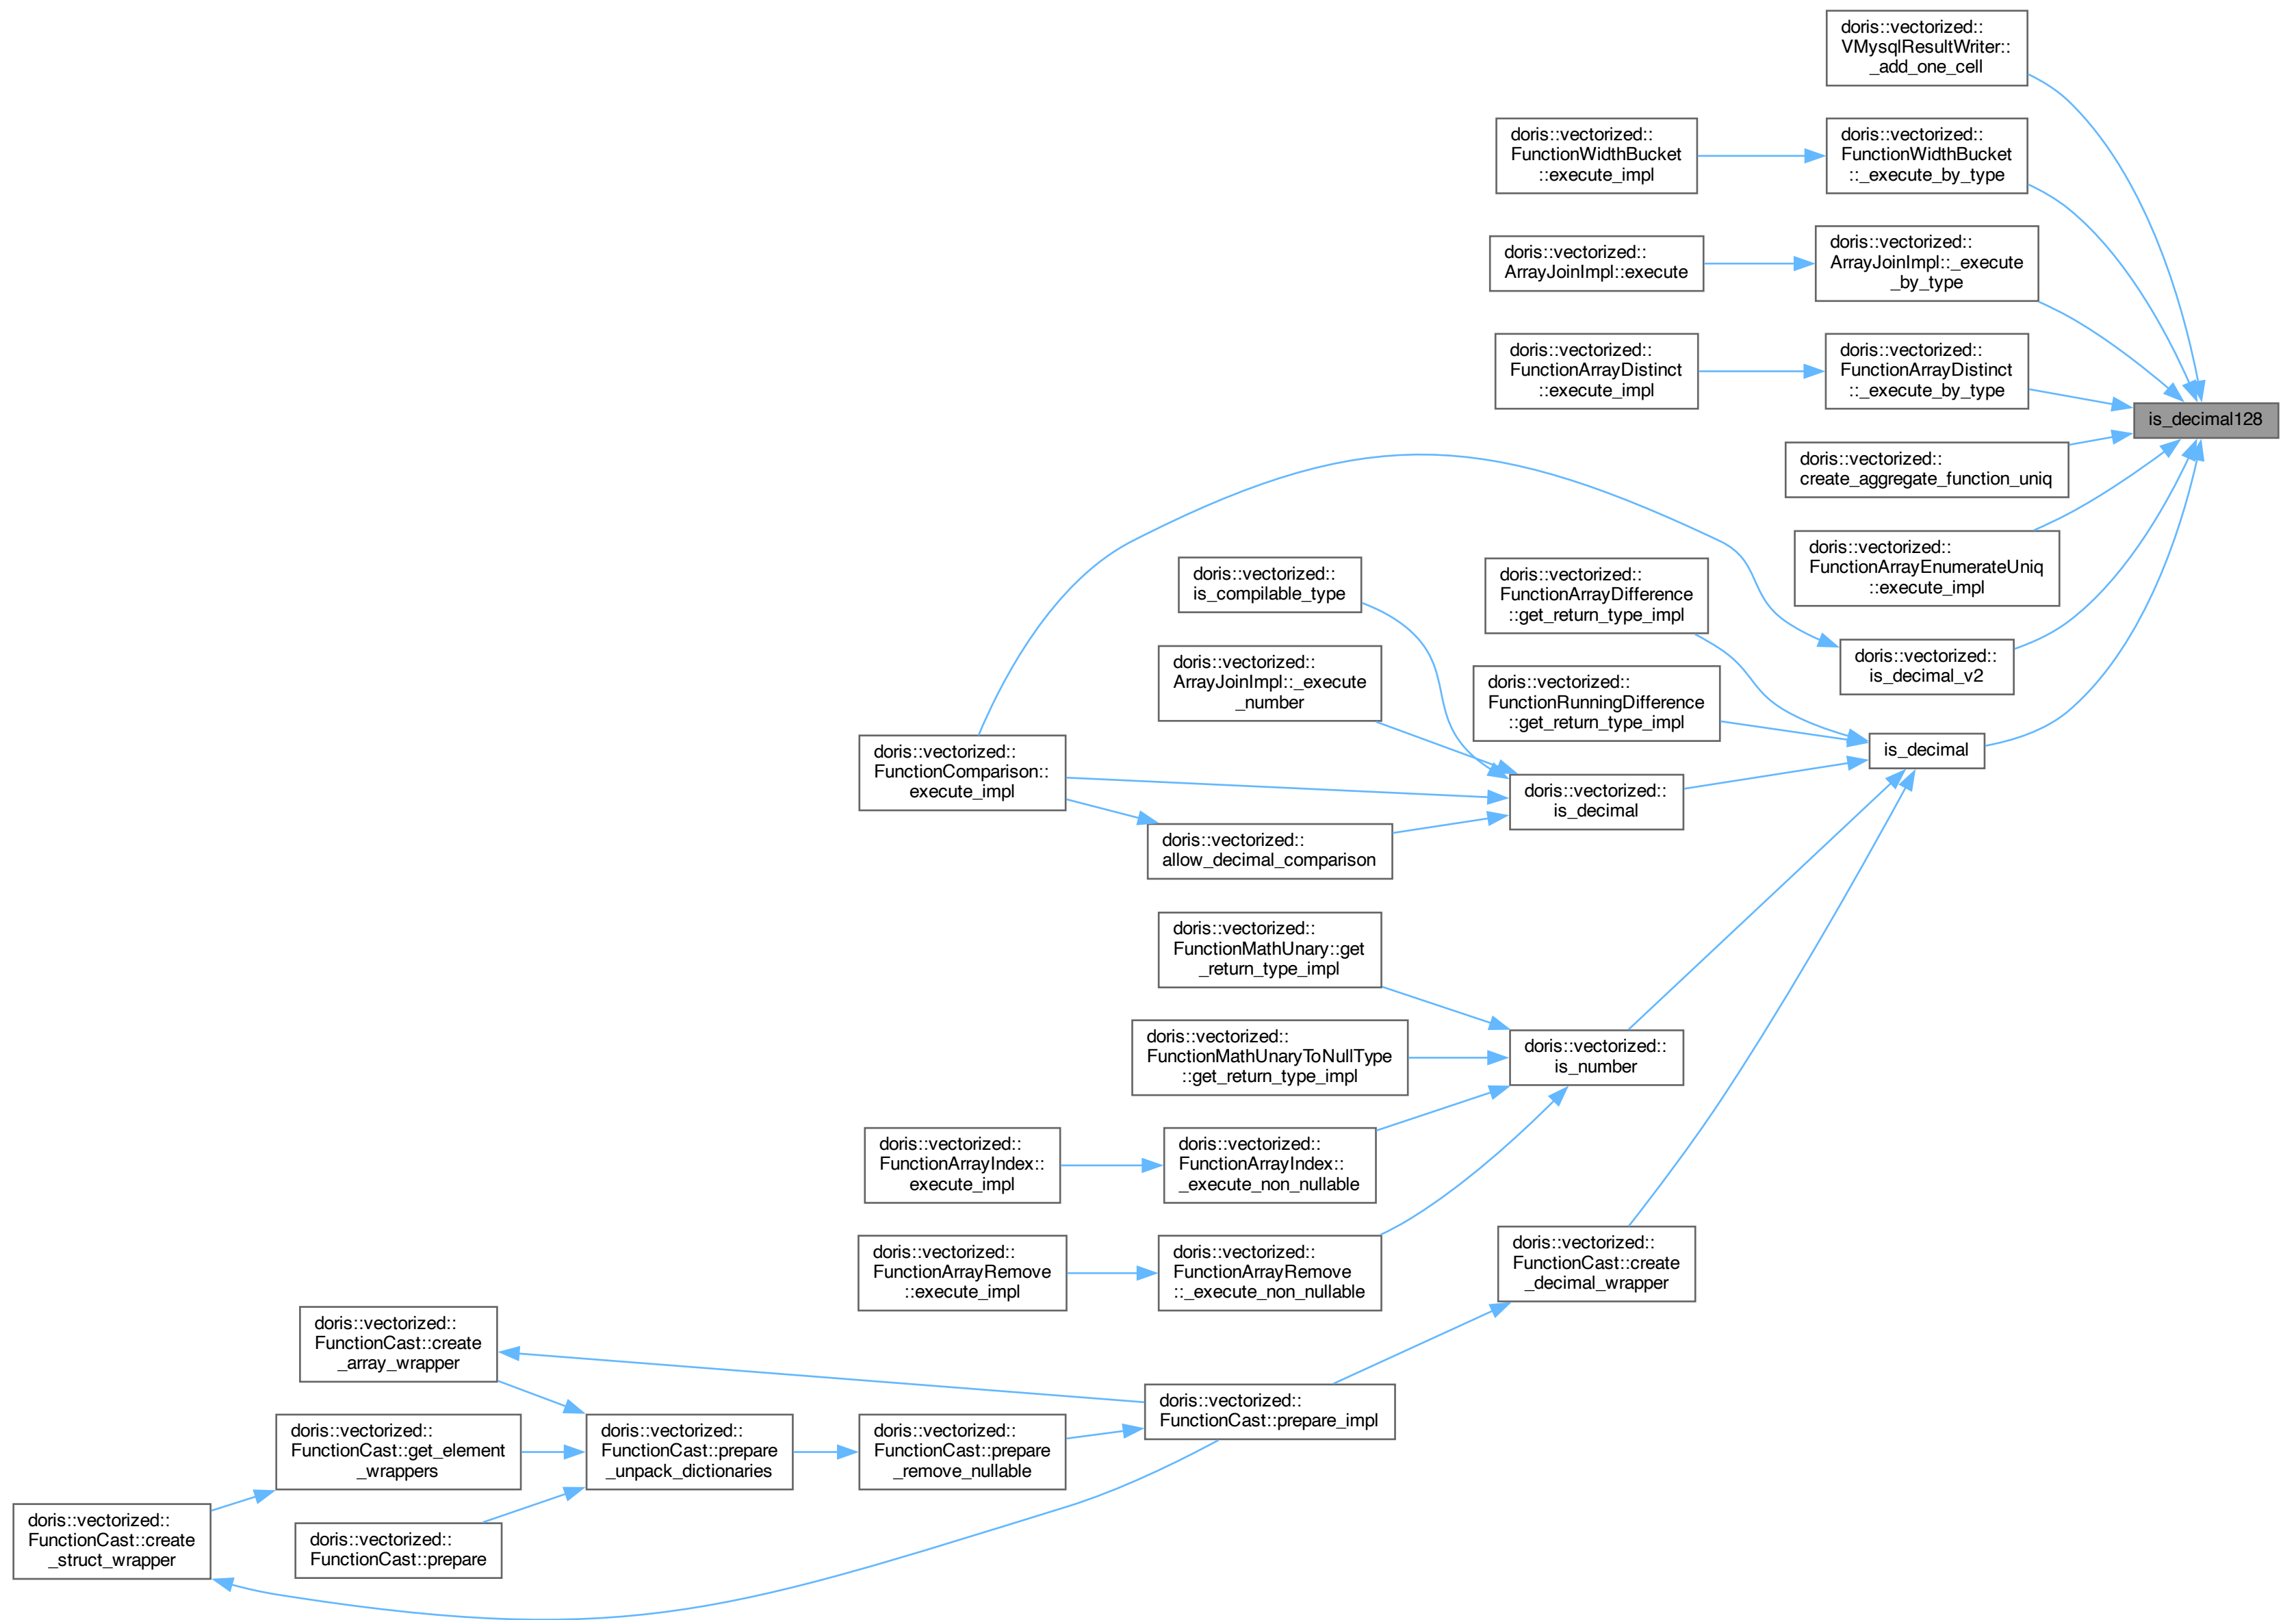 doris::vectorized::
VMysqlResultWriter::
_add_one_cell
doris::vectorized::
FunctionWidthBucket
::execute_impl
doris::vectorized::
FunctionWidthBucket
::_execute_by_type
doris::vectorized::
ArrayJoinImpl::execute
doris::vectorized::
ArrayJoinImpl::_execute
_by_type
doris::vectorized::
FunctionArrayDistinct
::execute_impl
doris::vectorized::
FunctionArrayDistinct
::_execute_by_type
is_decimal128
doris::vectorized::
create_aggregate_function_uniq
doris::vectorized::
FunctionArrayEnumerateUniq
::execute_impl
doris::vectorized::
is_compilable_type
doris::vectorized::
FunctionArrayDifference
::get_return_type_impl
doris::vectorized::
is_decimal_v2
doris::vectorized::
ArrayJoinImpl::_execute
_number
doris::vectorized::
FunctionRunningDifference
::get_return_type_impl
is_decimal
doris::vectorized::
FunctionComparison::
execute_impl
doris::vectorized::
is_decimal
doris::vectorized::
allow_decimal_comparison
doris::vectorized::
FunctionMathUnary::get
_return_type_impl
doris::vectorized::
FunctionMathUnaryToNullType
::get_return_type_impl
doris::vectorized::
is_number
doris::vectorized::
FunctionArrayIndex::
execute_impl
doris::vectorized::
FunctionArrayIndex::
_execute_non_nullable
doris::vectorized::
FunctionArrayRemove
::execute_impl
doris::vectorized::
FunctionArrayRemove
::_execute_non_nullable
doris::vectorized::
FunctionCast::create
_decimal_wrapper
doris::vectorized::
FunctionCast::create
_array_wrapper
doris::vectorized::
FunctionCast::prepare_impl
doris::vectorized::
FunctionCast::get_element
_wrappers
doris::vectorized::
FunctionCast::prepare
_unpack_dictionaries
doris::vectorized::
FunctionCast::prepare
_remove_nullable
doris::vectorized::
FunctionCast::create
_struct_wrapper
doris::vectorized::
FunctionCast::prepare